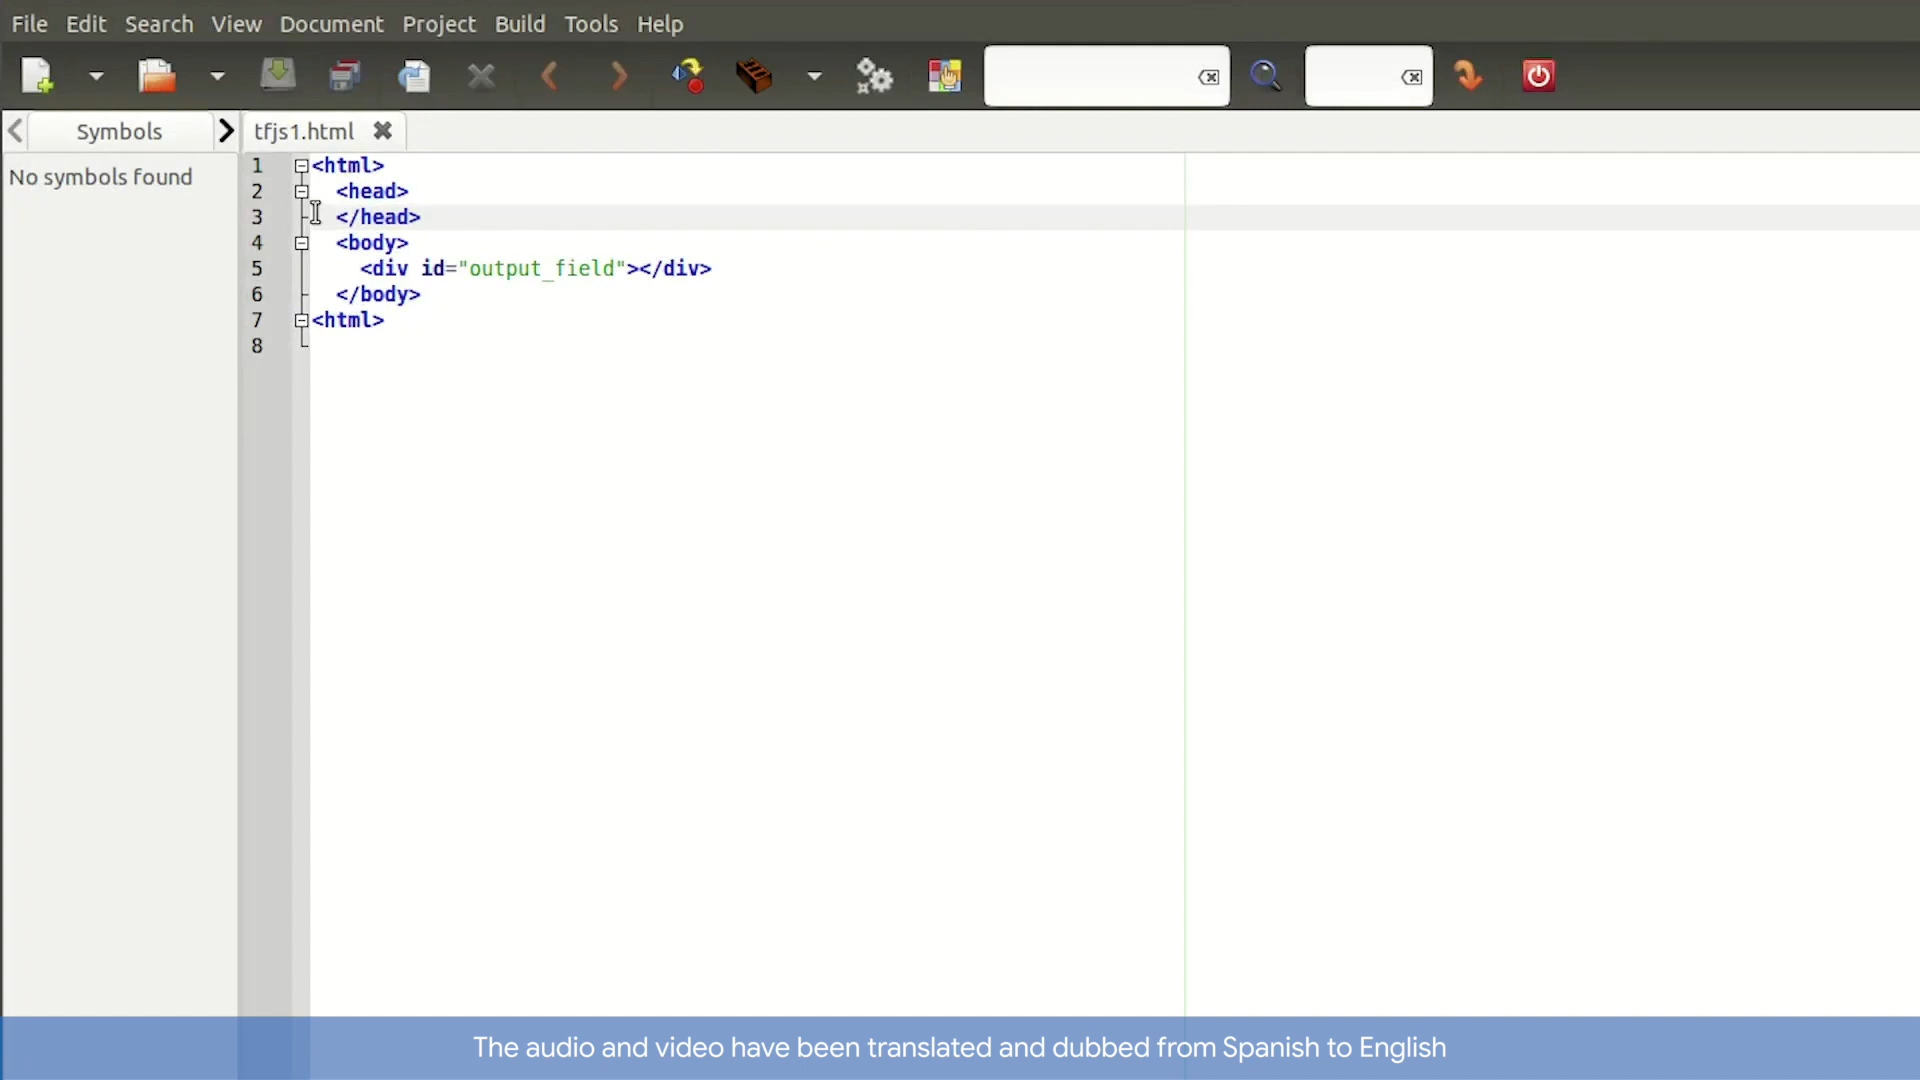 File Edit Search View Document Project Build Tools Help
Symbols
tfjs1.html
No symbols found
1 <html>
2 <head>
3 </head>
4 <body>
5 <div id="output_field"></div>
6 </body>
7 <html>
8
The audio and video have been translated and dubbed from Spanish to English